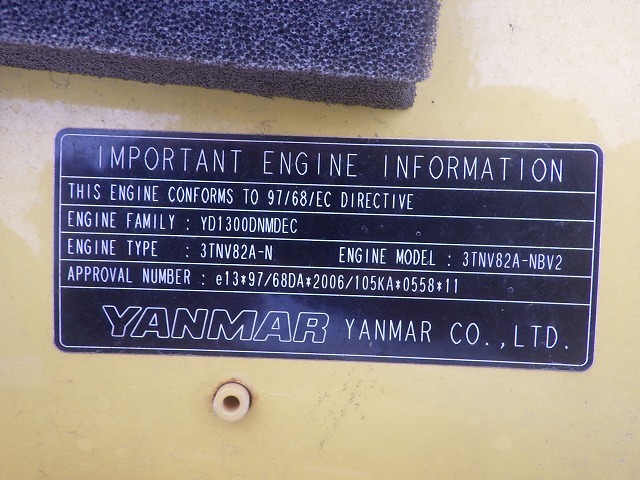 IMPORTANT ENGINE INFORMATION
THIS ENGINE CONFORMS TO 97/68/EC DIRECTIVE
ENGINE FAMILY : YD1300DNMDEC
ENGINE TYPE : 3TNV82A-N ENGINE MODEL : 3TNV82A-NBV2
APPROVAL NUMBER : e13*97/68DA*2006/105KA*0558*11
YANMAR YANMAR CO.,LTD.